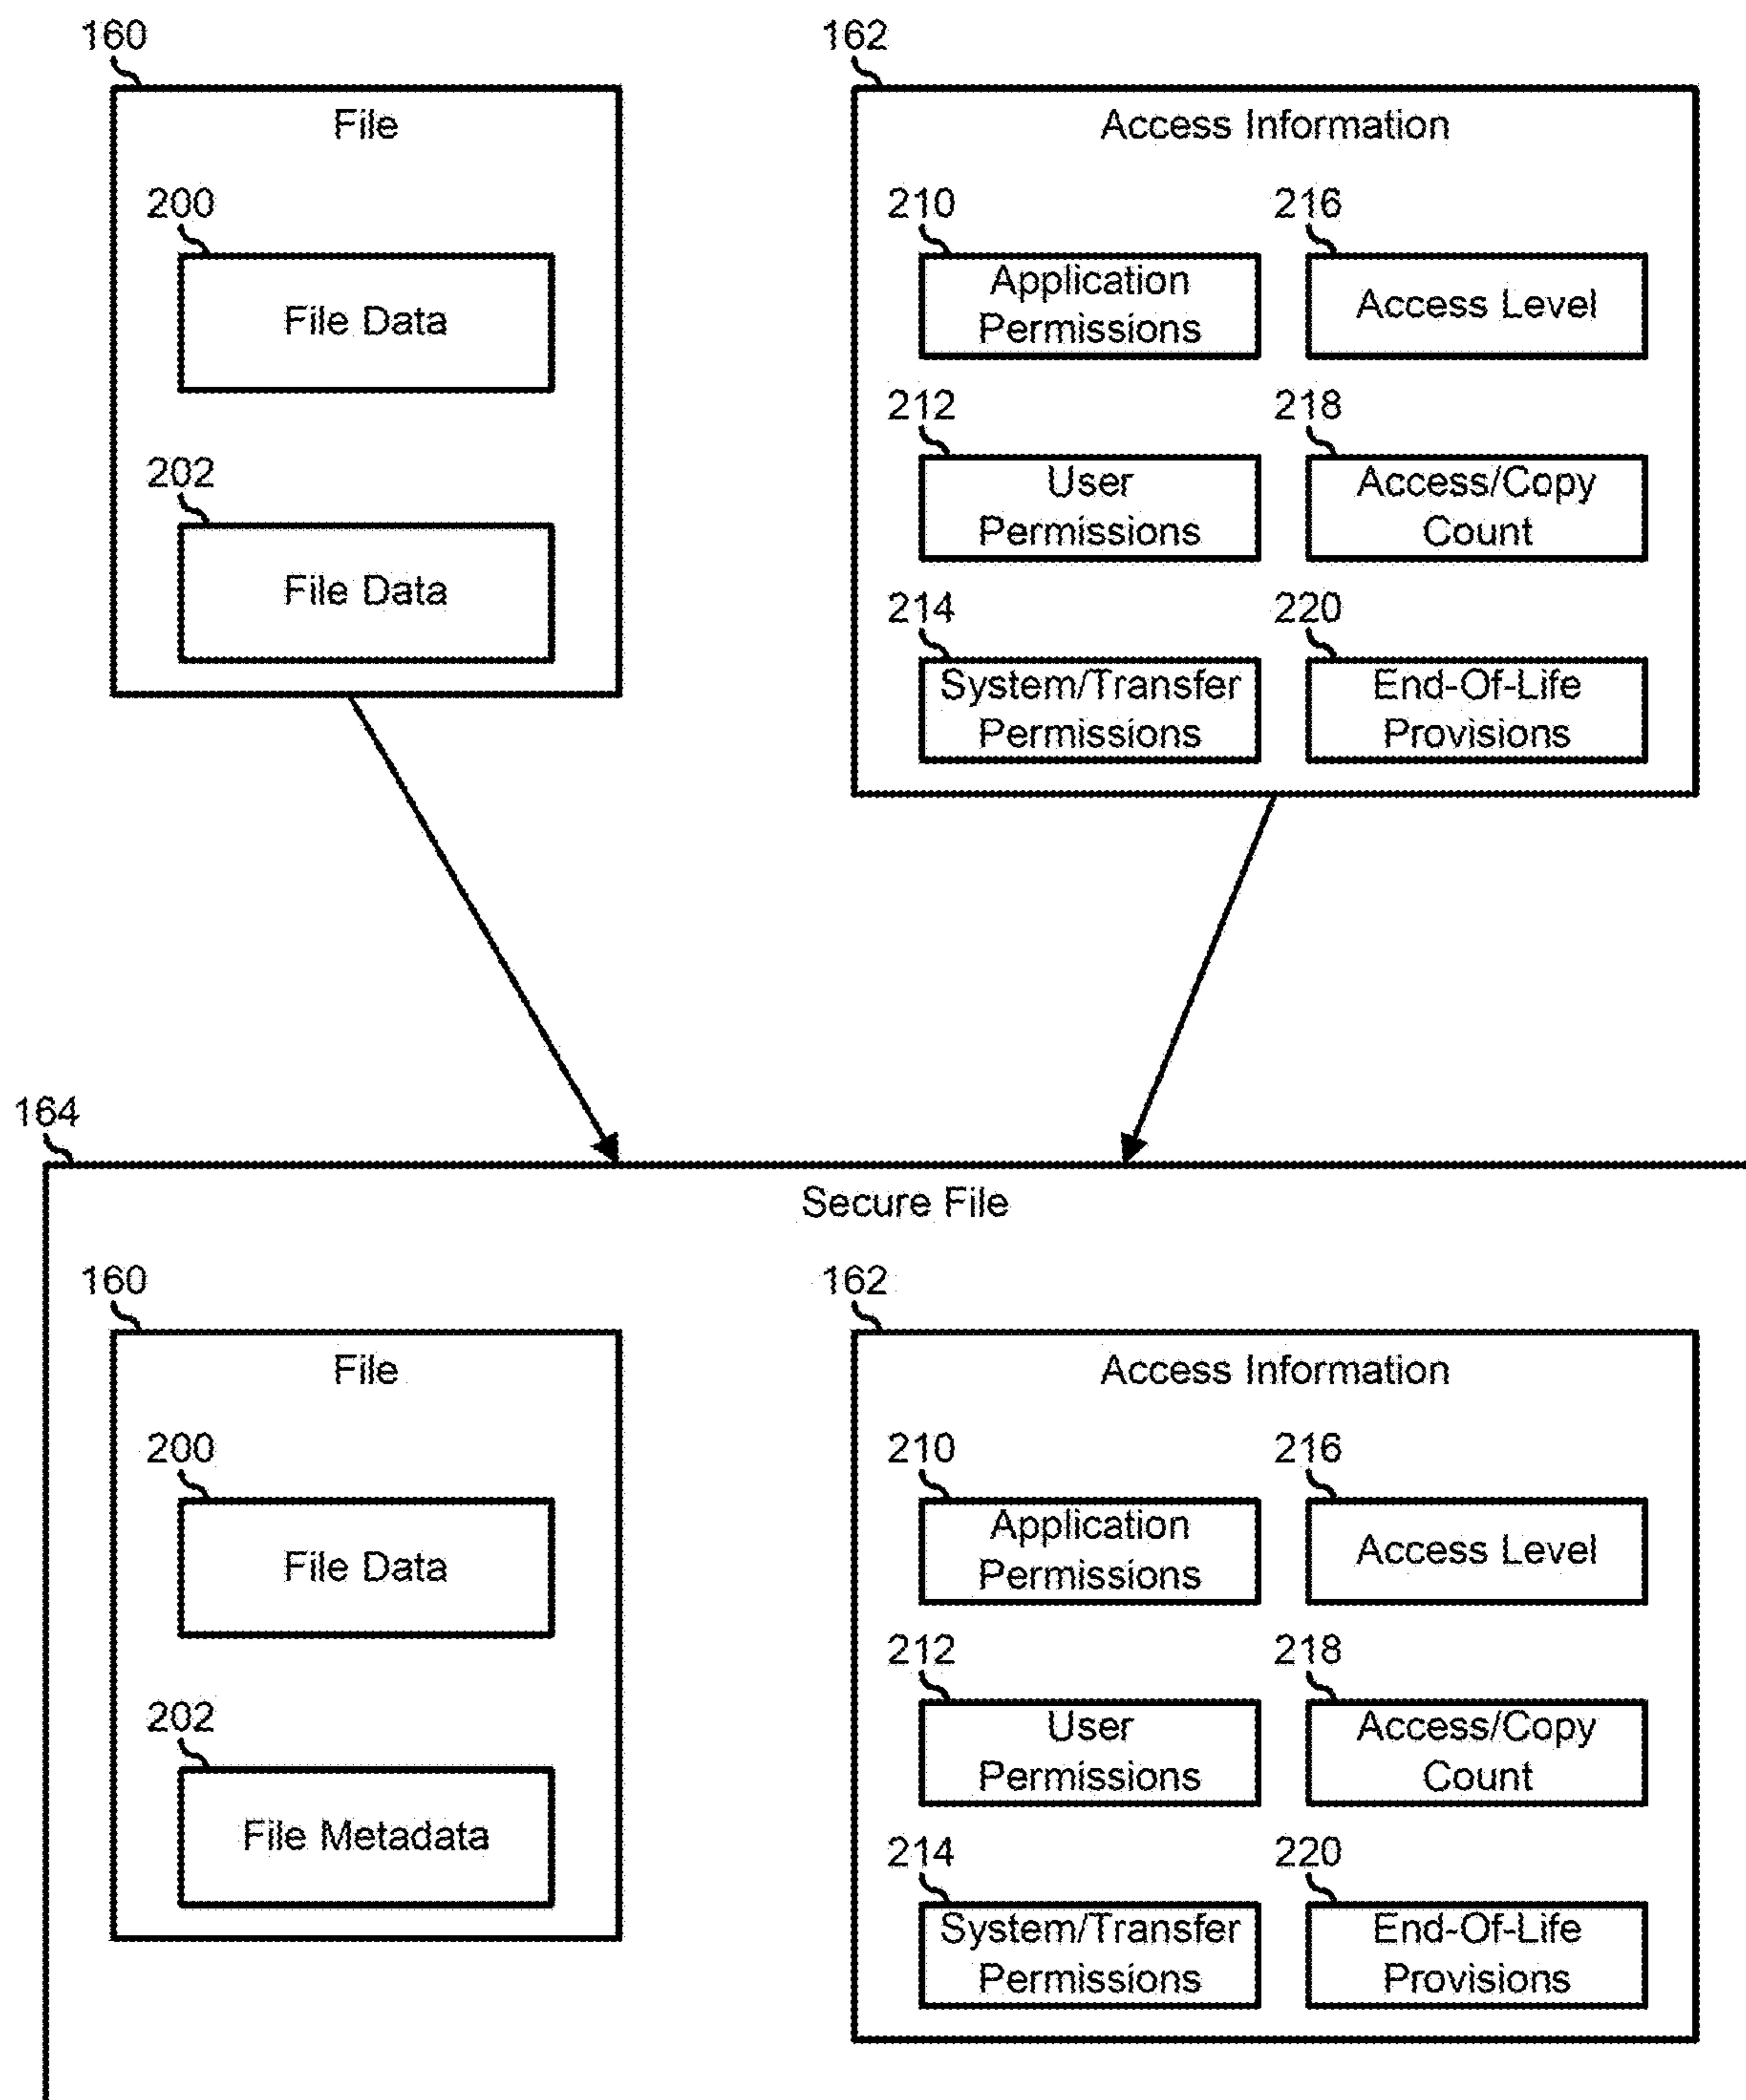 160
162
File
Access Information
200
210
216
File Data
Application
Permissions
Access Level
212
218
202
User
Permissions
Access/Copy
Count
File Data
214
220
System/Transfer
Permissions
End-Of-Life
Provisions
164
Secure File
160
162
File
Access Information
200
210
216
File Data
Application
Permissions
Access Level
212
218
202
User
Permissions
Access/Copy
Count
File Metadata
214
220
System/Transfer
Permissions
End-Of-Life
Provisions